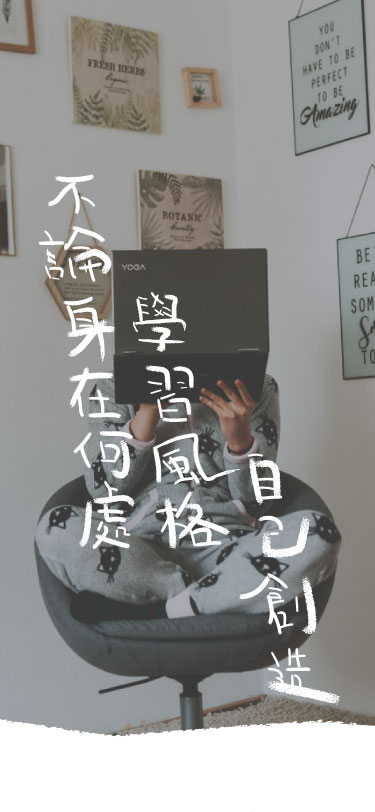 不論身在何處
學習風格
自己創造
FRESH HERBS
Organic
YOU
DON'T
HAVE TO BE
PERFECT
TO BE
Amazing
BOTANIC
Country
YOGA
BE
REA
SOM
TO